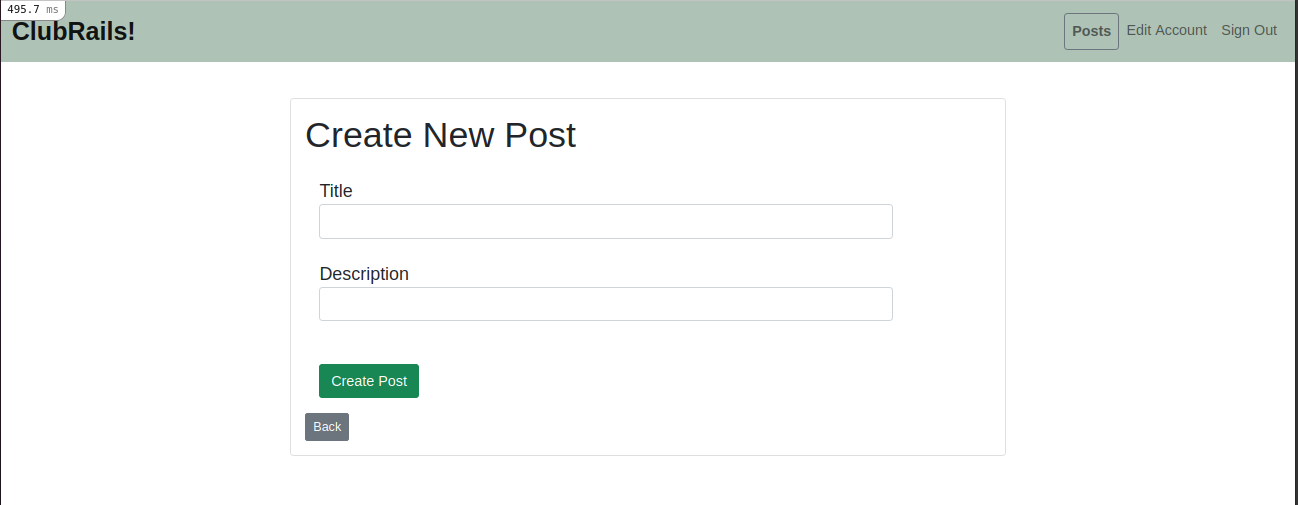 495.7 ms
ClubRails!
Posts Edit Account Sign Out
Create New Post
Title
Description
Create Post
Back